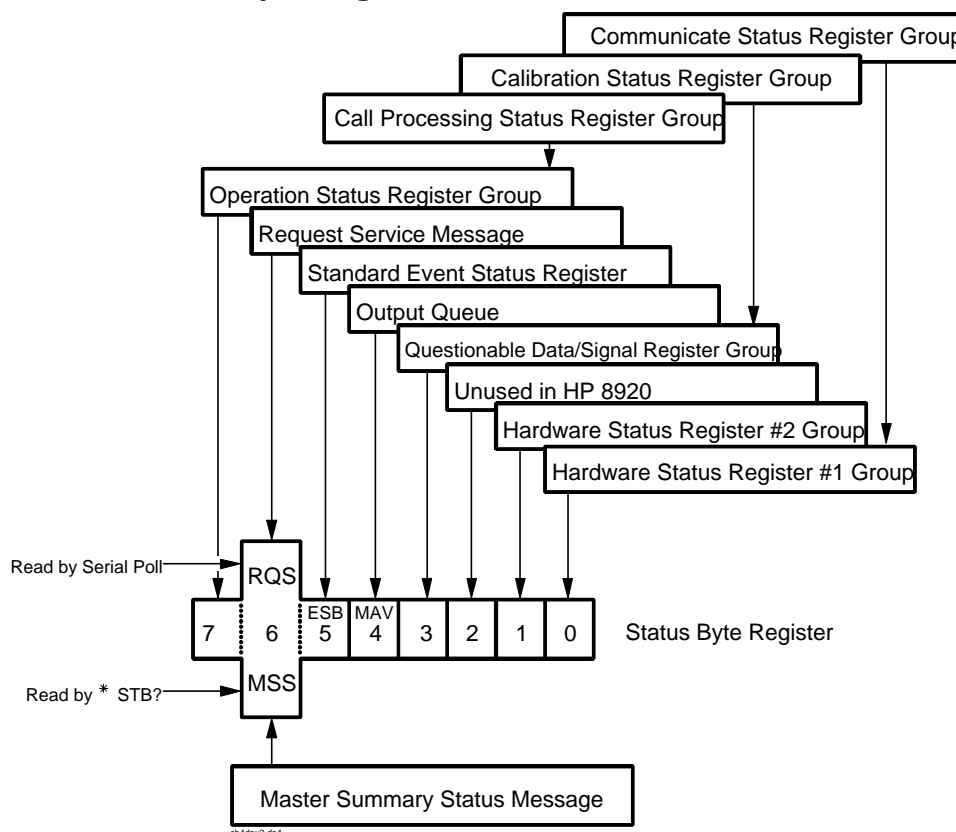 Communicate Status Register Group
Calibration Status Register Group
Call Processing Status Register Group
Operation Status Register Group
Request Service Message
Standard Event Status Register
Output Queue
Questionable Data/Signal Register Group
Unused in HP 8920
Hardware Status Register #2 Group
Hardware Status Register #1 Group
Read by Serial Poll
RQS
ESB MAV
7 6 5 4 3 2 1 0 Status Byte Register
MSS
Read by * STB?
Master Summary Status Message